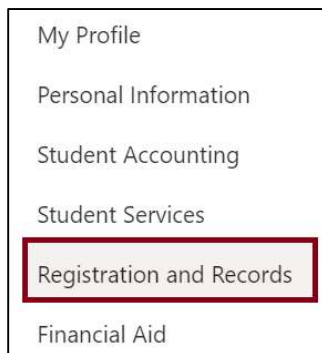 My Profile
Personal Information
Student Accounting
Student Services
Registration and Records
Financial Aid